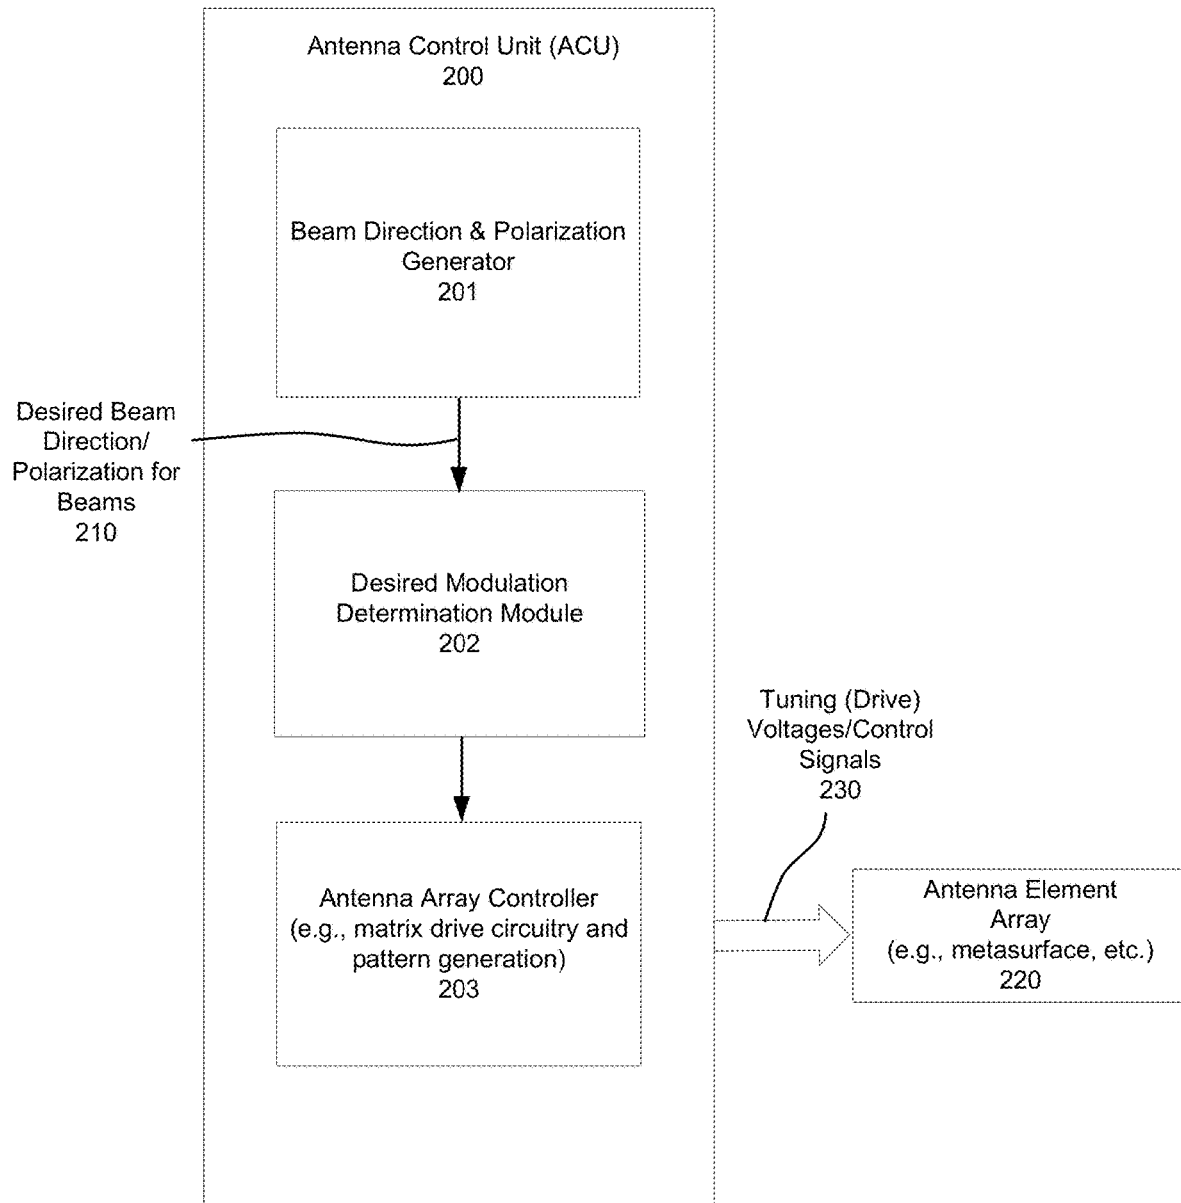 Antenna Control Unit (ACU)
200
Beam Direction & Polarization
Generator
201
Desired Beam
Direction/
Polarization for
Beams
210
Desired Modulation
Determination Module
202
Tuning (Drive)
Voltages/Control
Signals
230
Antenna Array Controller
(e.g., matrix drive circuitry and
pattern generation)
203
Antenna Element
Array
(e.g., metasurface, etc.)
220